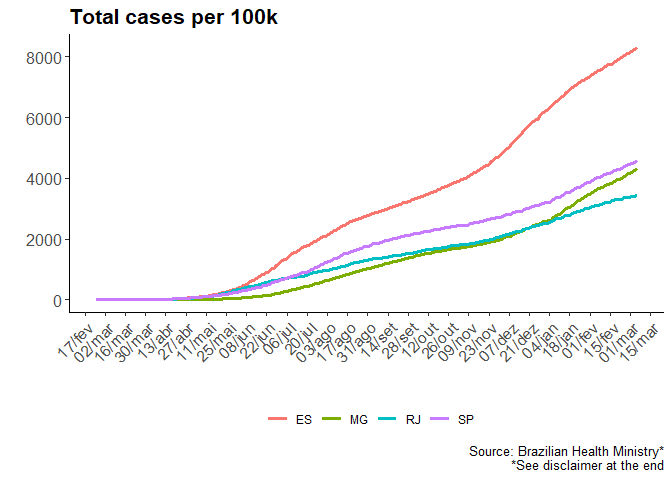 Total cases per 100k
8000
6000
4000
2000
0
17/fev
02/mar
16/mar
30/mar
13/abr
27/abr
11/mai
25/mai
08/jun
22/jun
06/jul
20/jul
03/ago
17/ago
31/ago
14/set
28/set
12/out
26/out
09/nov
23/nov
07/dez
21/dez
04/jan
18/jan
01/fev
15/fev
01/mar
15/mar
ES MG RJ SP
Source: Brazilian Health Ministry*
*See disclaimer at the end